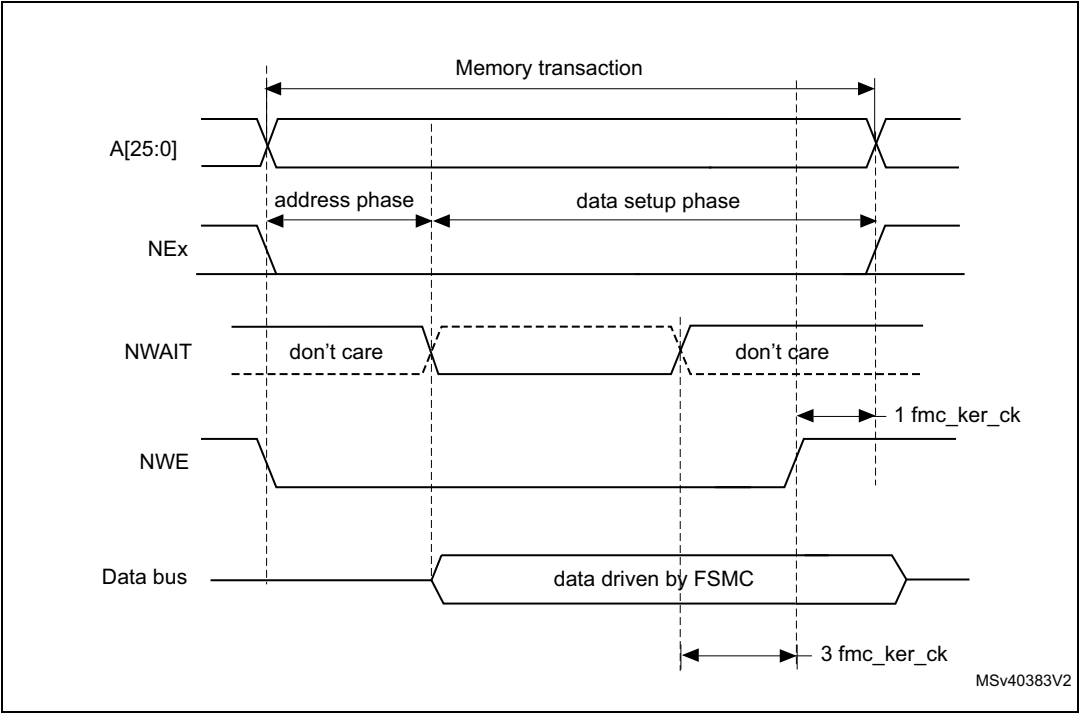 Memory transaction
A[25:0]
address phase
data setup phase
NEx
NWAIT
don't care
don't care
1 fmc_ker_ck
NWE
Data bus
data driven by FSMC
3 fmc_ker_ck
MSv40383V2